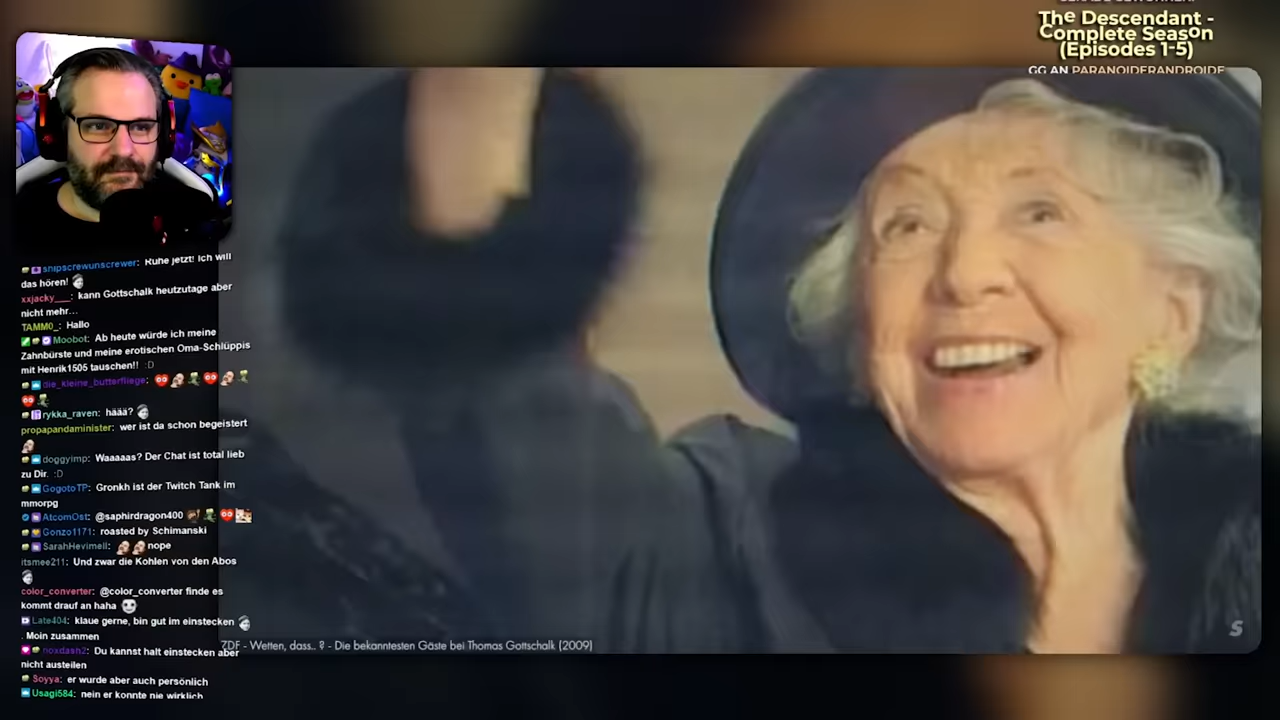 The Descendant -
Complete Season
(Episodes 1-5)
GG AN PARANOIDERANDROIDE
shipscrewunscrewer: Ruhe jetzt! Ich will
das hören!
xxjacky___: kann Gottschalk heutzutage aber
nicht mehr...
TAMM0_: Hallo
Moobot: Ab heute würde ich meine
Zahnbürste und meine erotischen Oma-Schlüppis
mit Henrik1505 tauschen!! :D
die_kleine_butterfliege:
rykka_raven: häää?
propapandaminister: wer ist da schon begeistert
doggyimp: Waaaaas? Der Chat ist total lieb
zu Dir. :D
GogotoTP: Gronkh ist der Twitch Tank im
mmorpg
AtcomOst: @saphirdragon400
Gonzo1171: roasted by Schimanski
SarahHevimell: nope
itsmee211: Und zwar die Kohlen von den Abos
color_converter: @color_converter finde es
kommt drauf an haha
Late404: klaue gerne, bin gut im einstecken
. Moin zusammen
noxdash2: Du kannst halt einstecken aber
nicht austeilen
Soyya: er wurde aber auch persönlich
Usagi584: nein er konnte nie wirklich
ZDF - Wetten, dass.. ? - Die bekanntesten Gäste bei Thomas Gottschalk (2009)
S